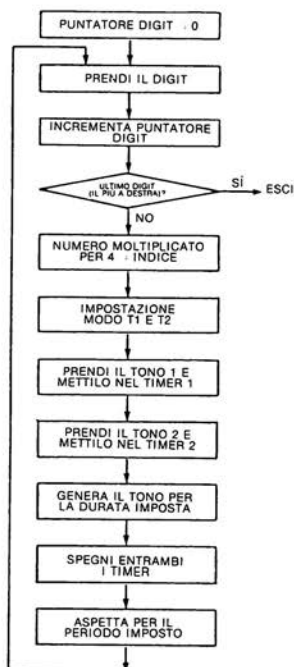 PUNTATORE DIGIT . 0
PRENDI IL DIGIT
INCREMENTA PUNTATORE
DIGIT
ULTIMO DIGIT
(IL PIÙ A DESTRA)?
SÍ
ESCI
NO
NUMERO MOLTIPLICATO
PER 4 . INDICE
IMPOSTAZIONE
MODO T1 E T2
PRENDI IL TONO 1 E
METTILO NEL TIMER 1
PRENDI IL TONO 2 E
METTILO NEL TIMER 2
GENERA IL TONO PER
LA DURATA IMPOSTA
SPEGNI ENTRAMBI
I TIMER
ASPETTA PER IL
PERIODO IMPOSTO